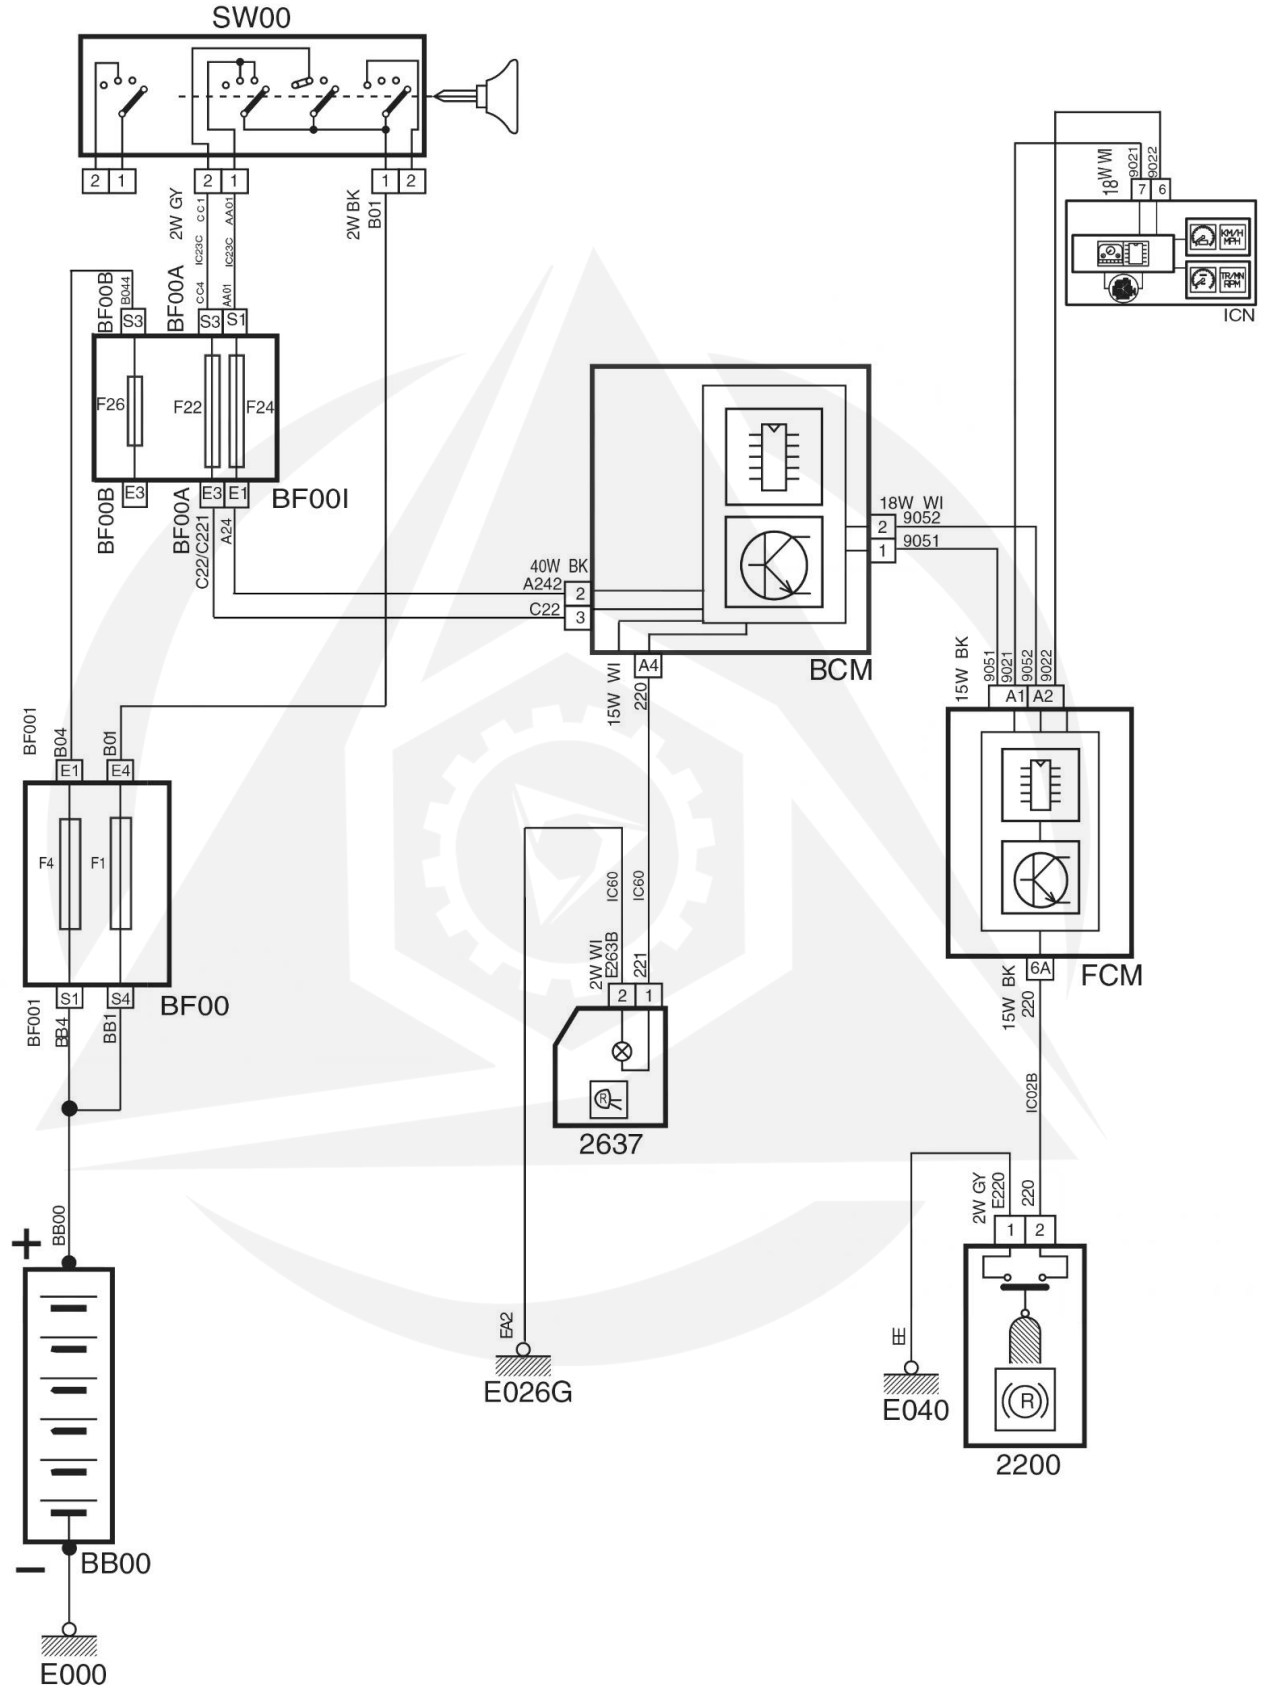 SW00
2 1
2 1
1 2
2W GY
CC1
AA01
2W BK
B01
IC23C
IC23C
CC4
AA01
BF00B
B044
BF00A
S3
S3 S1
F26
F22
F24
E3
E3 E1
BF00I
BF00B
BF00A
C22/C221
A24
18W WI
9021
9022
7 6
KM/H
MPH
TR/MN
RPM
ICN
40W BK
A242
2
C22
3
18W WI
2 9052
1 9051
BCM
A4
15W WI
220
15W BK
9051
9021
9052
9022
A1 A2
FCM
6A
15W BK
220
IC02B
BF001
B04
B01
E1 E4
F4
F1
S1 S4
BF00
BF001
BB4
BB1
IC60
IC60
2W WI
E263B
221
2 1
R
2637
BB00
+
−
BB00
E000
EA2
E026G
2W GY
E220
220
1 2
R
2200
EE
E040